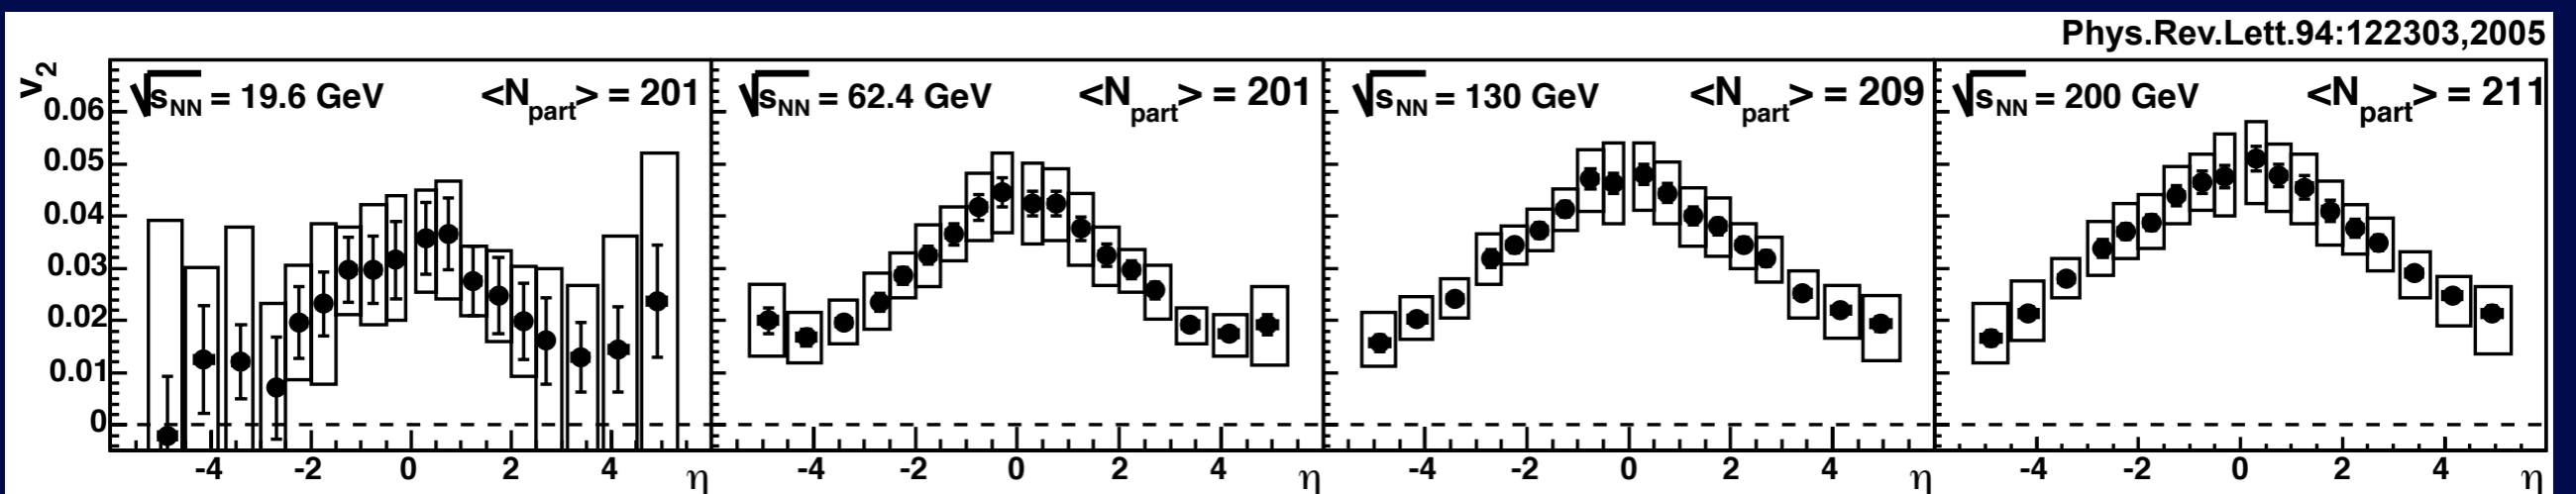 Phys.Rev.Lett.94:122303,2005
v2
√sNN = 19.6 GeV <Npart> = 201
√sNN = 62.4 GeV <Npart> = 201
√sNN = 130 GeV <Npart> = 209
√sNN = 200 GeV <Npart> = 211
0.06
0.05
0.04
0.03
0.02
0.01
0
-4 -2 0 2 4 η
-4 -2 0 2 4 η
-4 -2 0 2 4 η
-4 -2 0 2 4 η